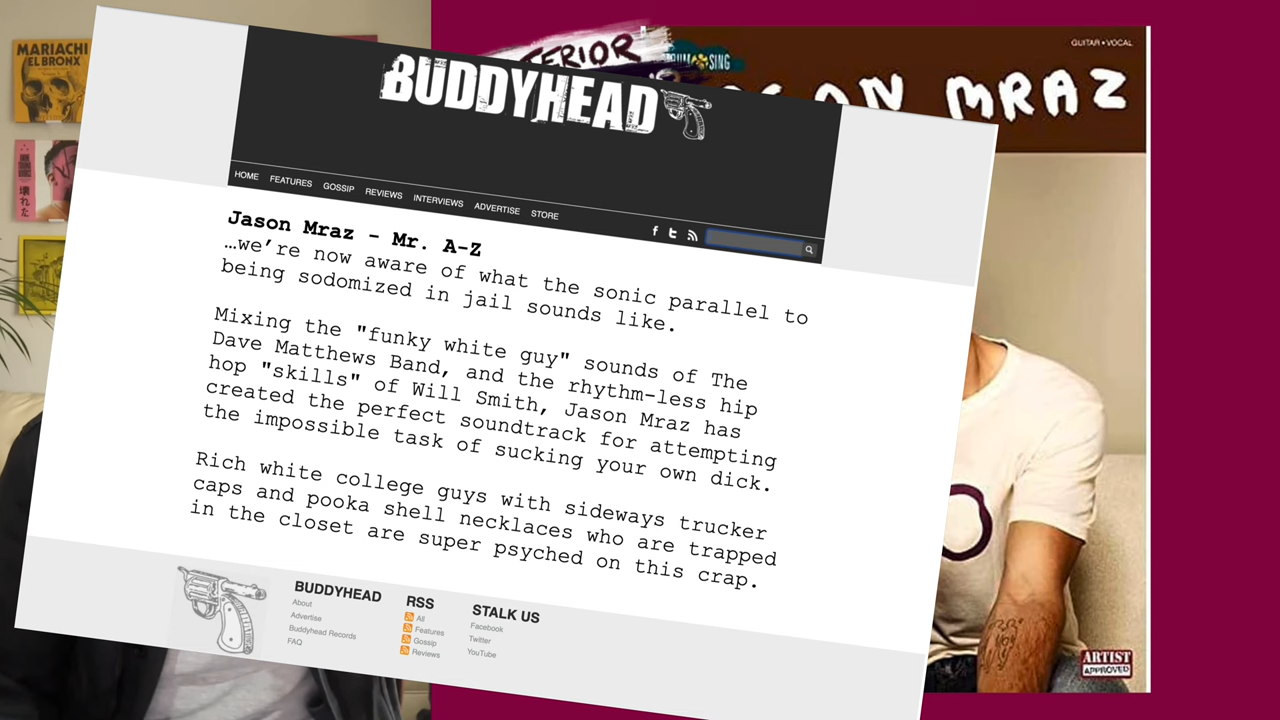 MARIACHI
EL BRONX
TERIOR
SING
GUITAR • VOCAL
MRAZ
BUDDYHEAD
HOME FEATURES GOSSIP REVIEWS INTERVIEWS ADVERTISE STORE
Jason Mraz - Mr. A-Z
…we're now aware of what the sonic parallel to
being sodomized in jail sounds like.
Mixing the "funky white guy" sounds of The
Dave Matthews Band, and the rhythm-less hip
hop "skills" of Will Smith, Jason Mraz has
created the perfect soundtrack for attempting
the impossible task of sucking your own dick.
Rich white college guys with sideways trucker
caps and pooka shell necklaces who are trapped
in the closet are super psyched on this crap.
BUDDYHEAD
About
Advertise
Buddyhead Records
FAQ
RSS
All
Features
Gossip
Reviews
STALK US
Facebook
Twitter
YouTube
ARTIST
APPROVED